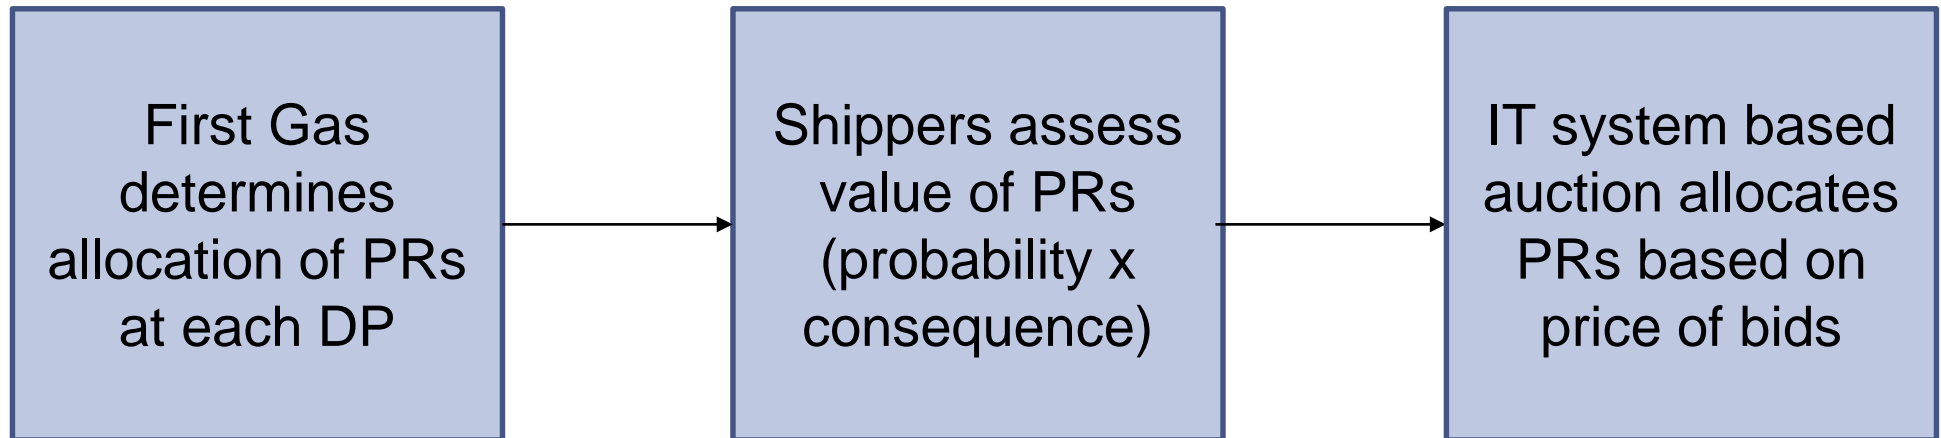 First Gas
determines
allocation of PRs
at each DP
Shippers assess
value of PRs
(probability x
consequence)
IT system based
auction allocates
PRs based on
price of bids